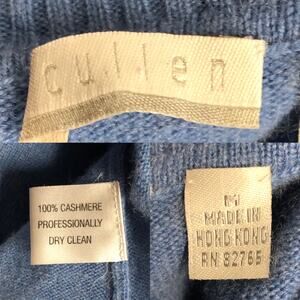 cullen
100% CASHMERE
PROFESSIONALLY
DRY CLEAN
M
MADE IN
HONG KONG
RN 82765